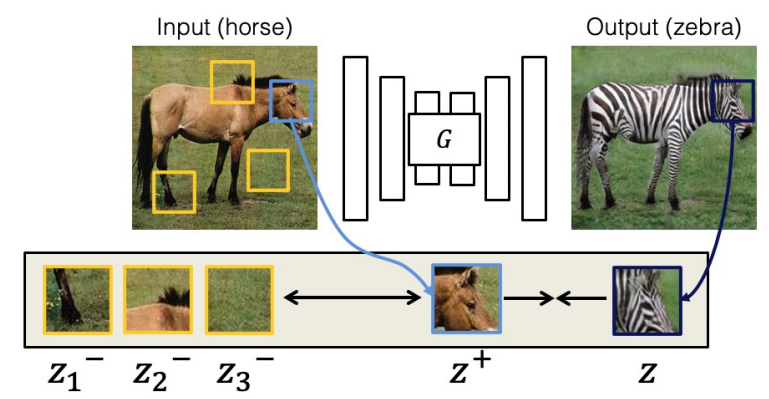 Input (horse) Output (zebra)
G
z₁⁻ z₂⁻ z₃⁻ z⁺ z